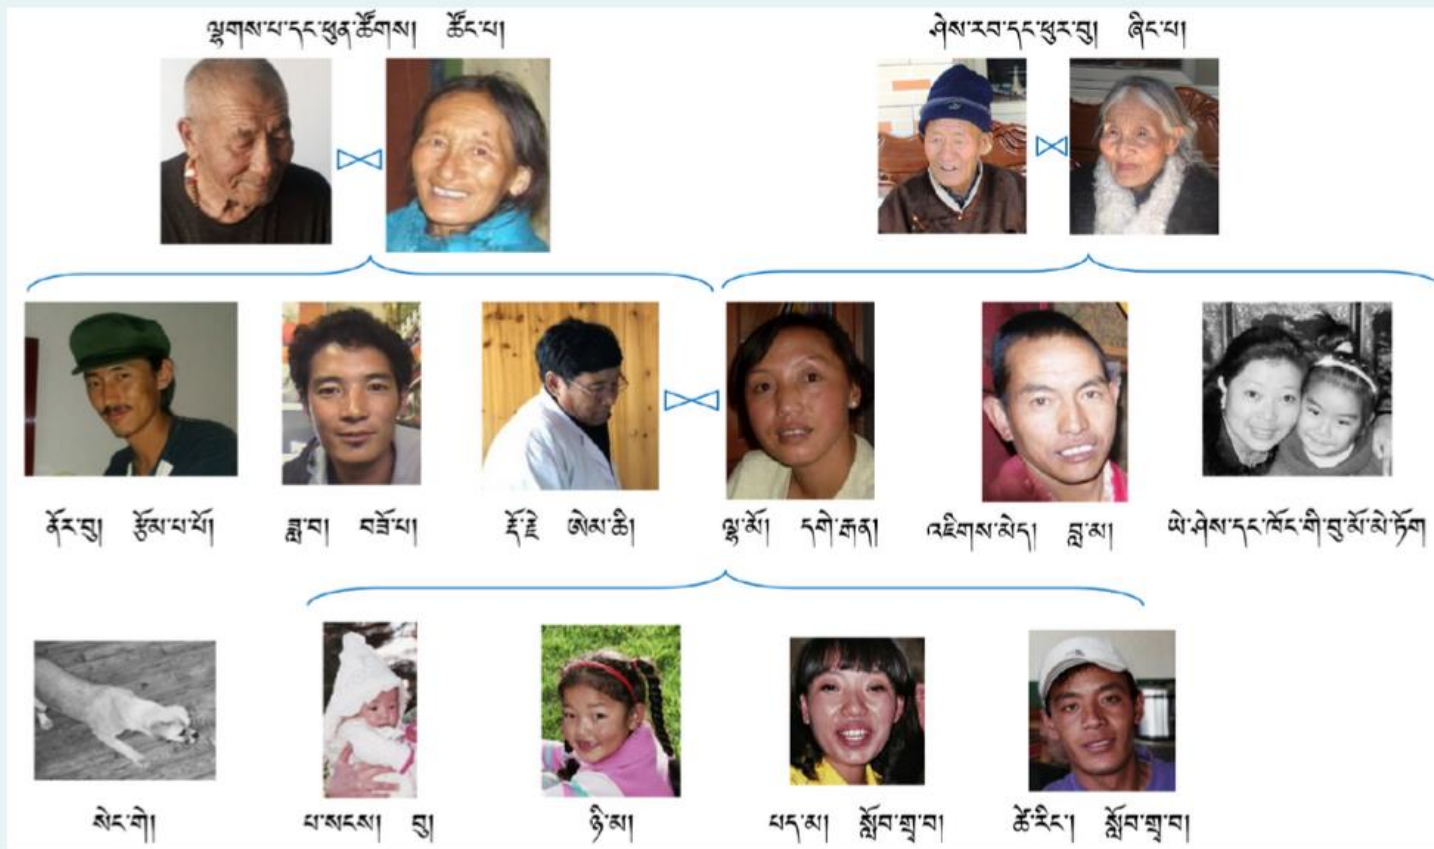 ལྷགས་པ་དང་ཕུན་ཚོགས། ཚོང་པ།
ཤེས་རབ་དང་ཕུར་བུ། ཞིང་པ།
ནོར་བུ། རྩོམ་པ་པོ།
ཟླ་བ། བཟོ་པ།
རྡོ་རྗེ ཨེམ་ཆི།
ལྷ་མོ། དགེ་རྒན།
འཇིགས་མེད། བླ་མ།
ཡེ་ཤེས་དང་ཁོང་གི་བུ་མོ་མེ་ཏོག
སེང་གེ།
པ་སངས། བུ།
ཉི་མ།
པད་མ། སློབ་གྲྭ་བ།
ཚེ་རིང་། སློབ་གྲྭ་བ།